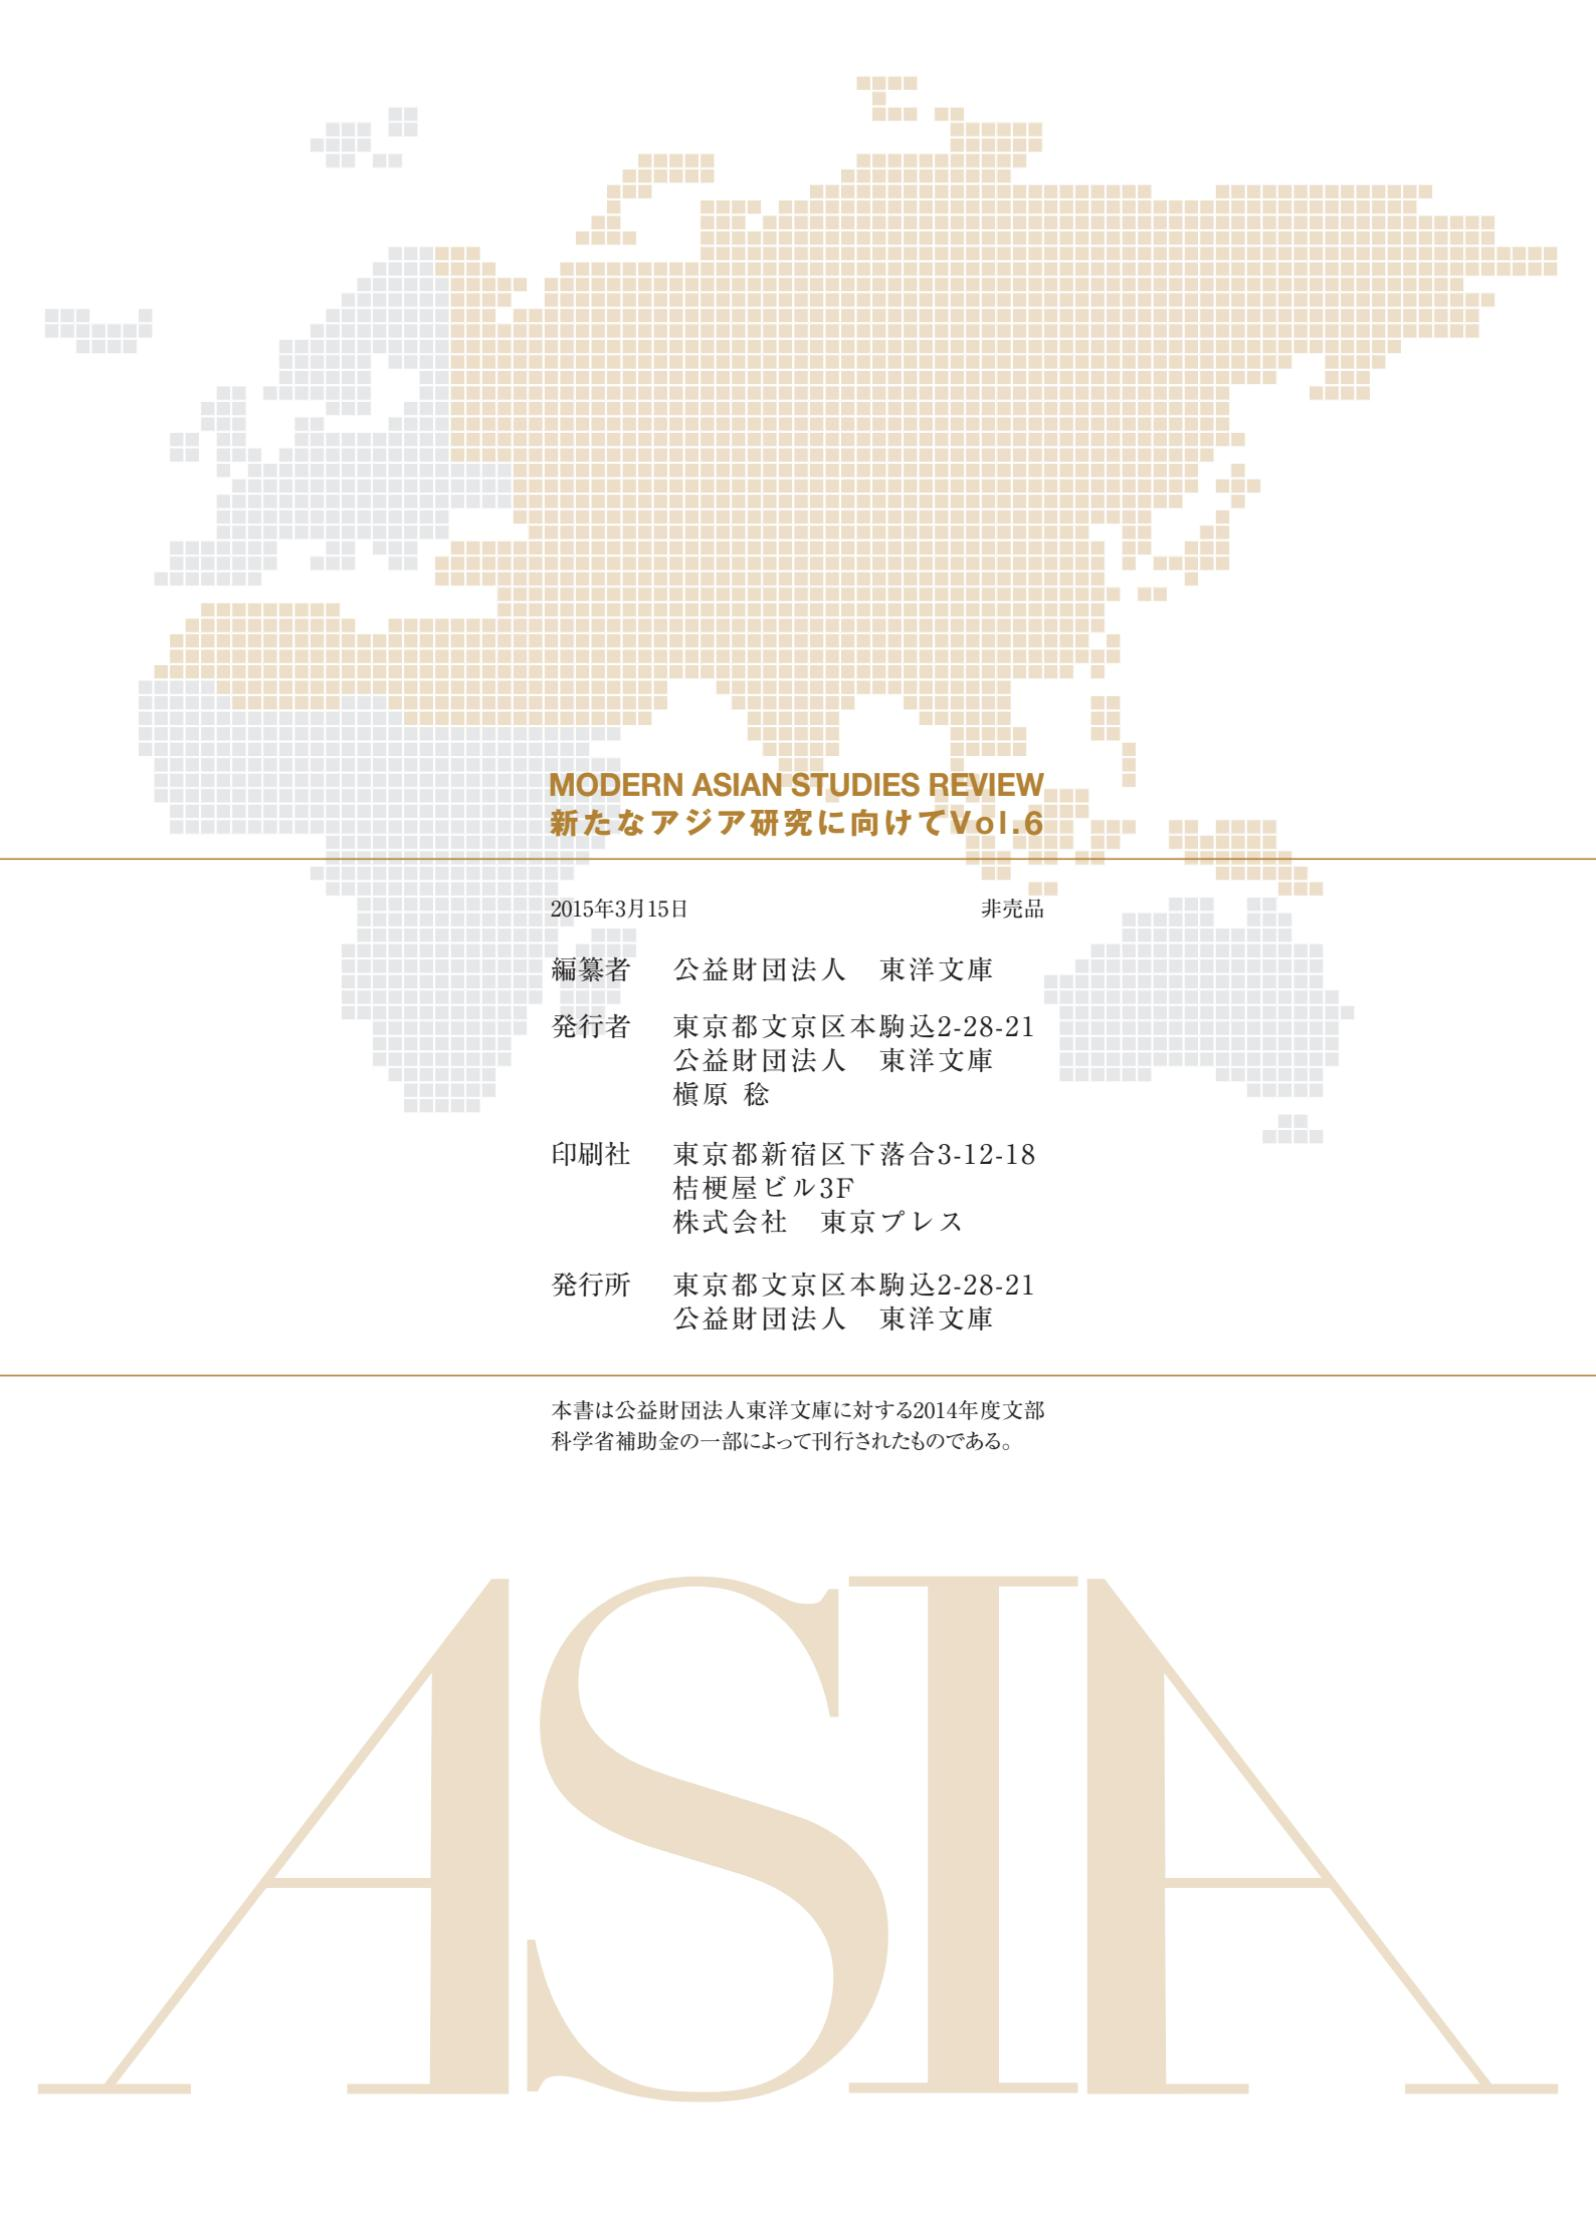 MODERN ASIAN STUDIES REVIEW
新たなアジア研究に向けてVol.6
2015年3月15日　非売品
編纂者　公益財団法人　東洋文庫
発行者　東京都文京区本駒込2-28-21
公益財団法人　東洋文庫
槇原 稔
印刷社　東京都新宿区下落合3-12-18
桔梗屋ビル3F
株式会社　東京プレス
発行所　東京都文京区本駒込2-28-21
公益財団法人　東洋文庫
本書は公益財団法人東洋文庫に対する2014年度文部
科学省補助金の一部によって刊行されたものである。
ASIA